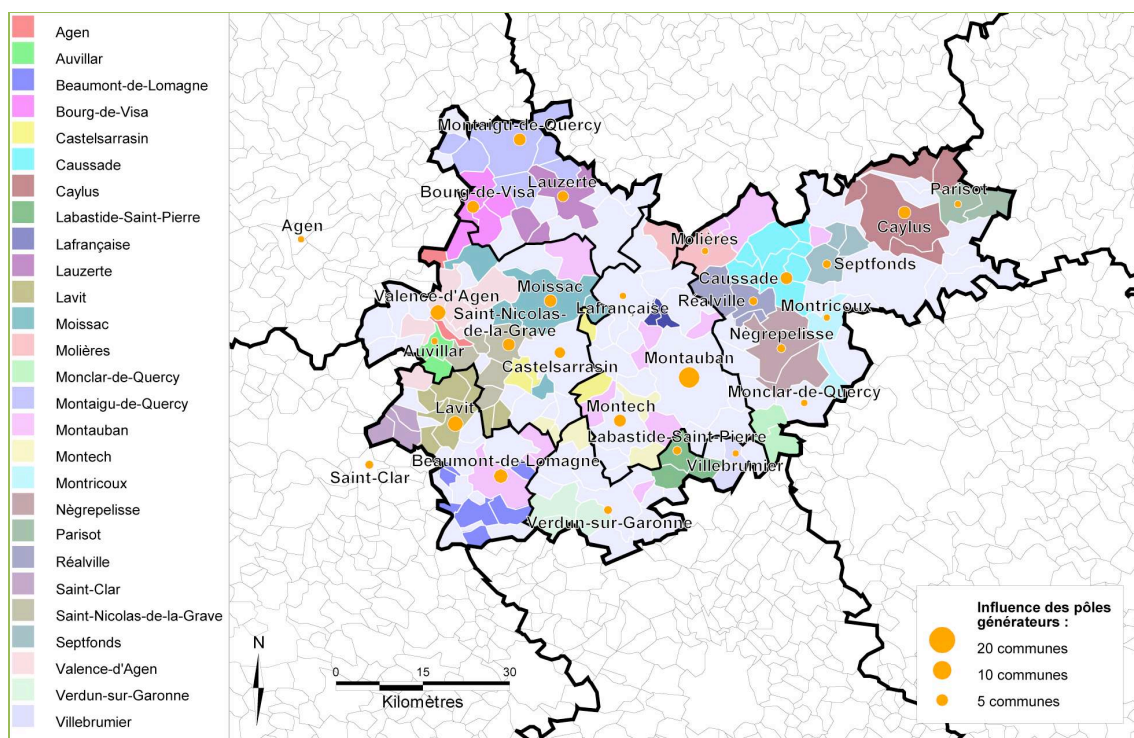 Agen
Auvillar
Beaumont-de-Lomagne
Bourg-de-Visa
Castelsarrasin
Caussade
Caylus
Labastide-Saint-Pierre
Lafrançaise
Lauzerte
Lavit
Moissac
Molières
Monclar-de-Quercy
Montaigu-de-Quercy
Montauban
Montech
Montricoux
Nègrepelisse
Parisot
Réalville
Saint-Clar
Saint-Nicolas-de-la-Grave
Septfonds
Valence-d'Agen
Verdun-sur-Garonne
Villebrumier
Montaigu-de-Quercy
Lauzerte
Bourg-de-Visa
Parisot
Caylus
Agen
Molières
Septfonds
Caussade
Moissac
Valence-d'Agen
Lafrançaise
Réalville
Montricoux
Saint-Nicolas-
de-la-Grave
Nègrepelisse
Auvillar
Castelsarrasin
Montauban
Monclar-de-Quercy
Lavit
Montech
Labastide-Saint-Pierre
Villebrumier
Beaumont-de-Lomagne
Saint-Clar
Verdun-sur-Garonne
N
0 15 30
Kilomètres
Influence des pôles
générateurs :
20 communes
10 communes
5 communes